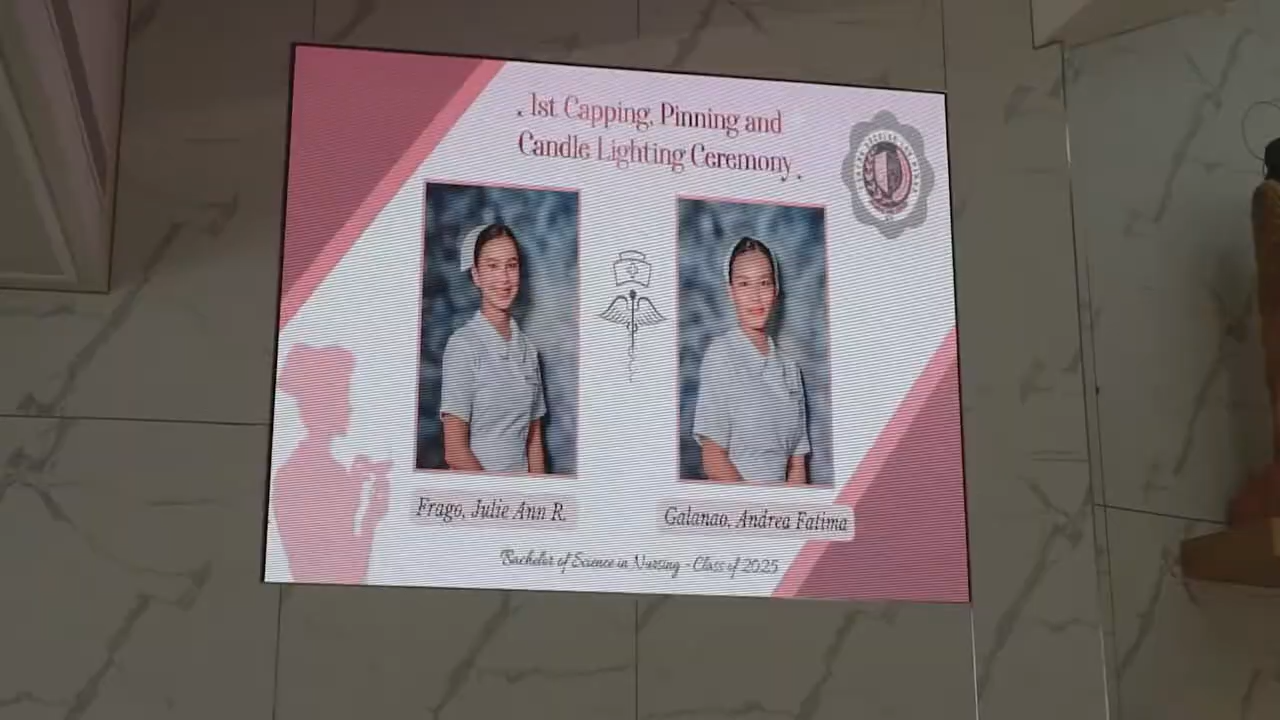 1st Capping, Pinning and
Candle Lighting Ceremony
Frago, Julie Ann R.
Galanao, Andrea Fatima
Bachelor of Science in Nursing - Class of 2025